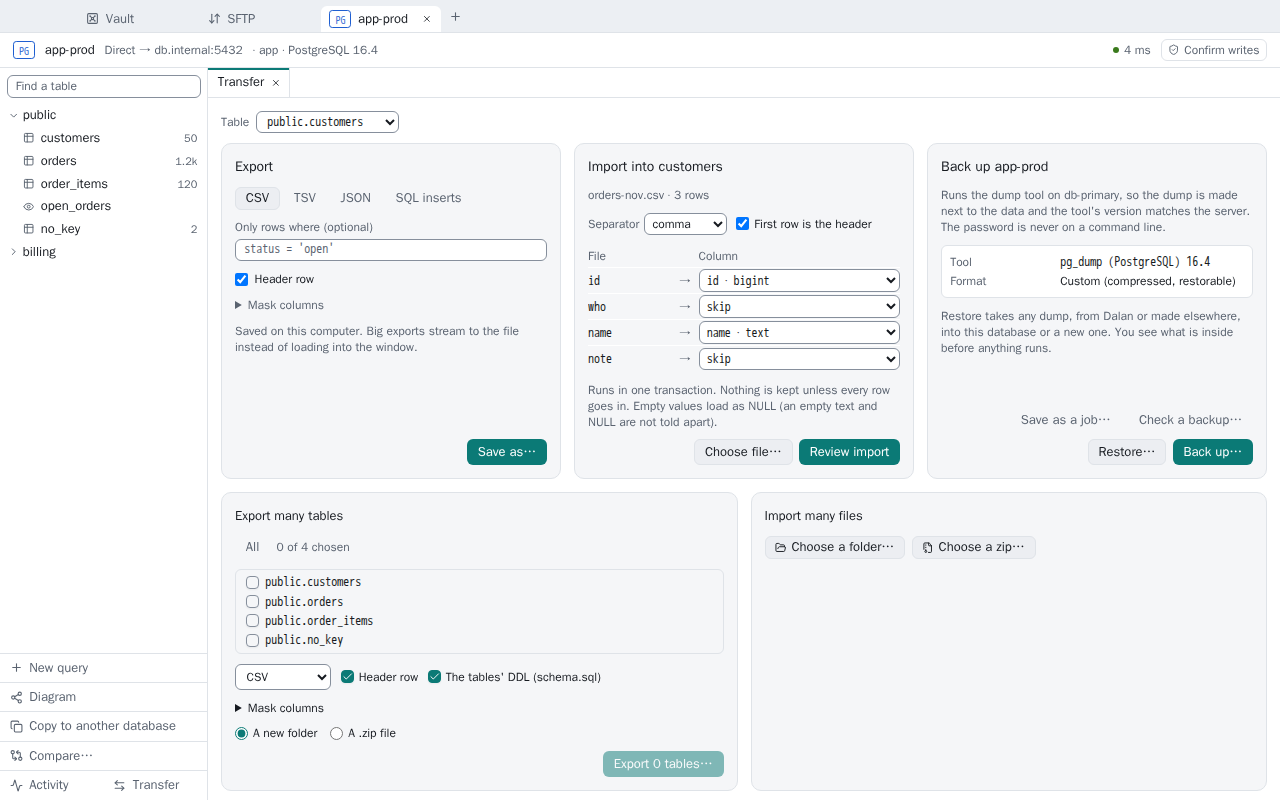 Vault
SFTP
PG app-prod × +
PG app-prod Direct → db.internal:5432 · app · PostgreSQL 16.4
4 ms
Confirm writes
Find a table
public
customers 50
orders 1.2k
order_items 120
open_orders
no_key 2
billing
New query
Diagram
Copy to another database
Compare···
Activity
Transfer
Transfer ×
Table public.customers
Export
CSV TSV JSON SQL inserts
Only rows where (optional)
status = 'open'
Header row
Mask columns
Saved on this computer. Big exports stream to the file
instead of loading into the window.
Save as···
Import into customers
orders-nov.csv · 3 rows
Separator comma First row is the header
File Column
id → id · bigint
who → skip
name → name · text
note → skip
Runs in one transaction. Nothing is kept unless every row
goes in. Empty values load as NULL (an empty text and
NULL are not told apart).
Choose file··· Review import
Back up app-prod
Runs the dump tool on db-primary, so the dump is made
next to the data and the tool's version matches the server.
The password is never on a command line.
Tool pg_dump (PostgreSQL) 16.4
Format Custom (compressed, restorable)
Restore takes any dump, from Dalan or made elsewhere,
into this database or a new one. You see what is inside
before anything runs.
Save as a job··· Check a backup···
Restore··· Back up···
Export many tables
All 0 of 4 chosen
public.customers
public.orders
public.order_items
public.no_key
CSV Header row The tables' DDL (schema.sql)
Mask columns
A new folder A .zip file
Export 0 tables···
Import many files
Choose a folder··· Choose a zip···